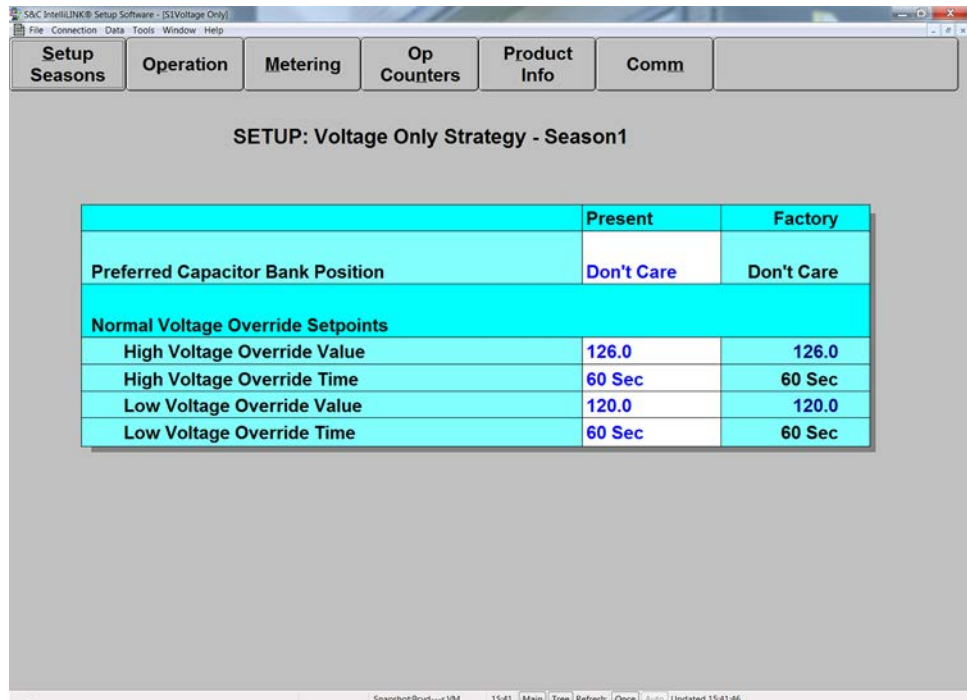 S&C IntelliLINK® Setup Software - [S1Voltage Only]
File Connection Data Tools Window Help
Setup Seasons
Operation
Metering
Op Counters
Product Info
Comm
SETUP: Voltage Only Strategy - Season1
Present Factory
Preferred Capacitor Bank Position Don't Care Don't Care
Normal Voltage Override Setpoints
High Voltage Override Value 126.0 126.0
High Voltage Override Time 60 Sec 60 Sec
Low Voltage Override Value 120.0 120.0
Low Voltage Override Time 60 Sec 60 Sec
15:41 Main Tree Refresh: Once Auto Updated 15:41:46